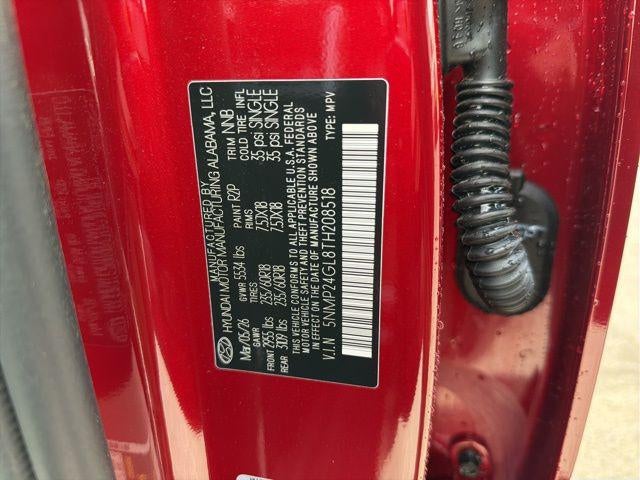 MANUFACTURED BY
HYUNDAI MANUFACTURING ALABAMA, LLC
Mar/05/26 GVWR 5534 lbs PAINT R2P TRIM NNB
GAWR TIRES RIMS COLD TIRE INFL
FRONT 2955 lbs 235/60R18 7.5JX18 35 psi SINGLE
REAR 3109 lbs 235/60R18 7.5JX18 35 psi SINGLE
THIS VEHICLE CONFORMS TO ALL APPLICABLE U.S.A. FEDERAL
MOTOR VEHICLE SAFETY AND THEFT PREVENTION STANDARDS
IN EFFECT ON THE DATE OF MANUFACTURE SHOWN ABOVE
V.I.N 5NMP24GL8TH208518 TYPE: MPV